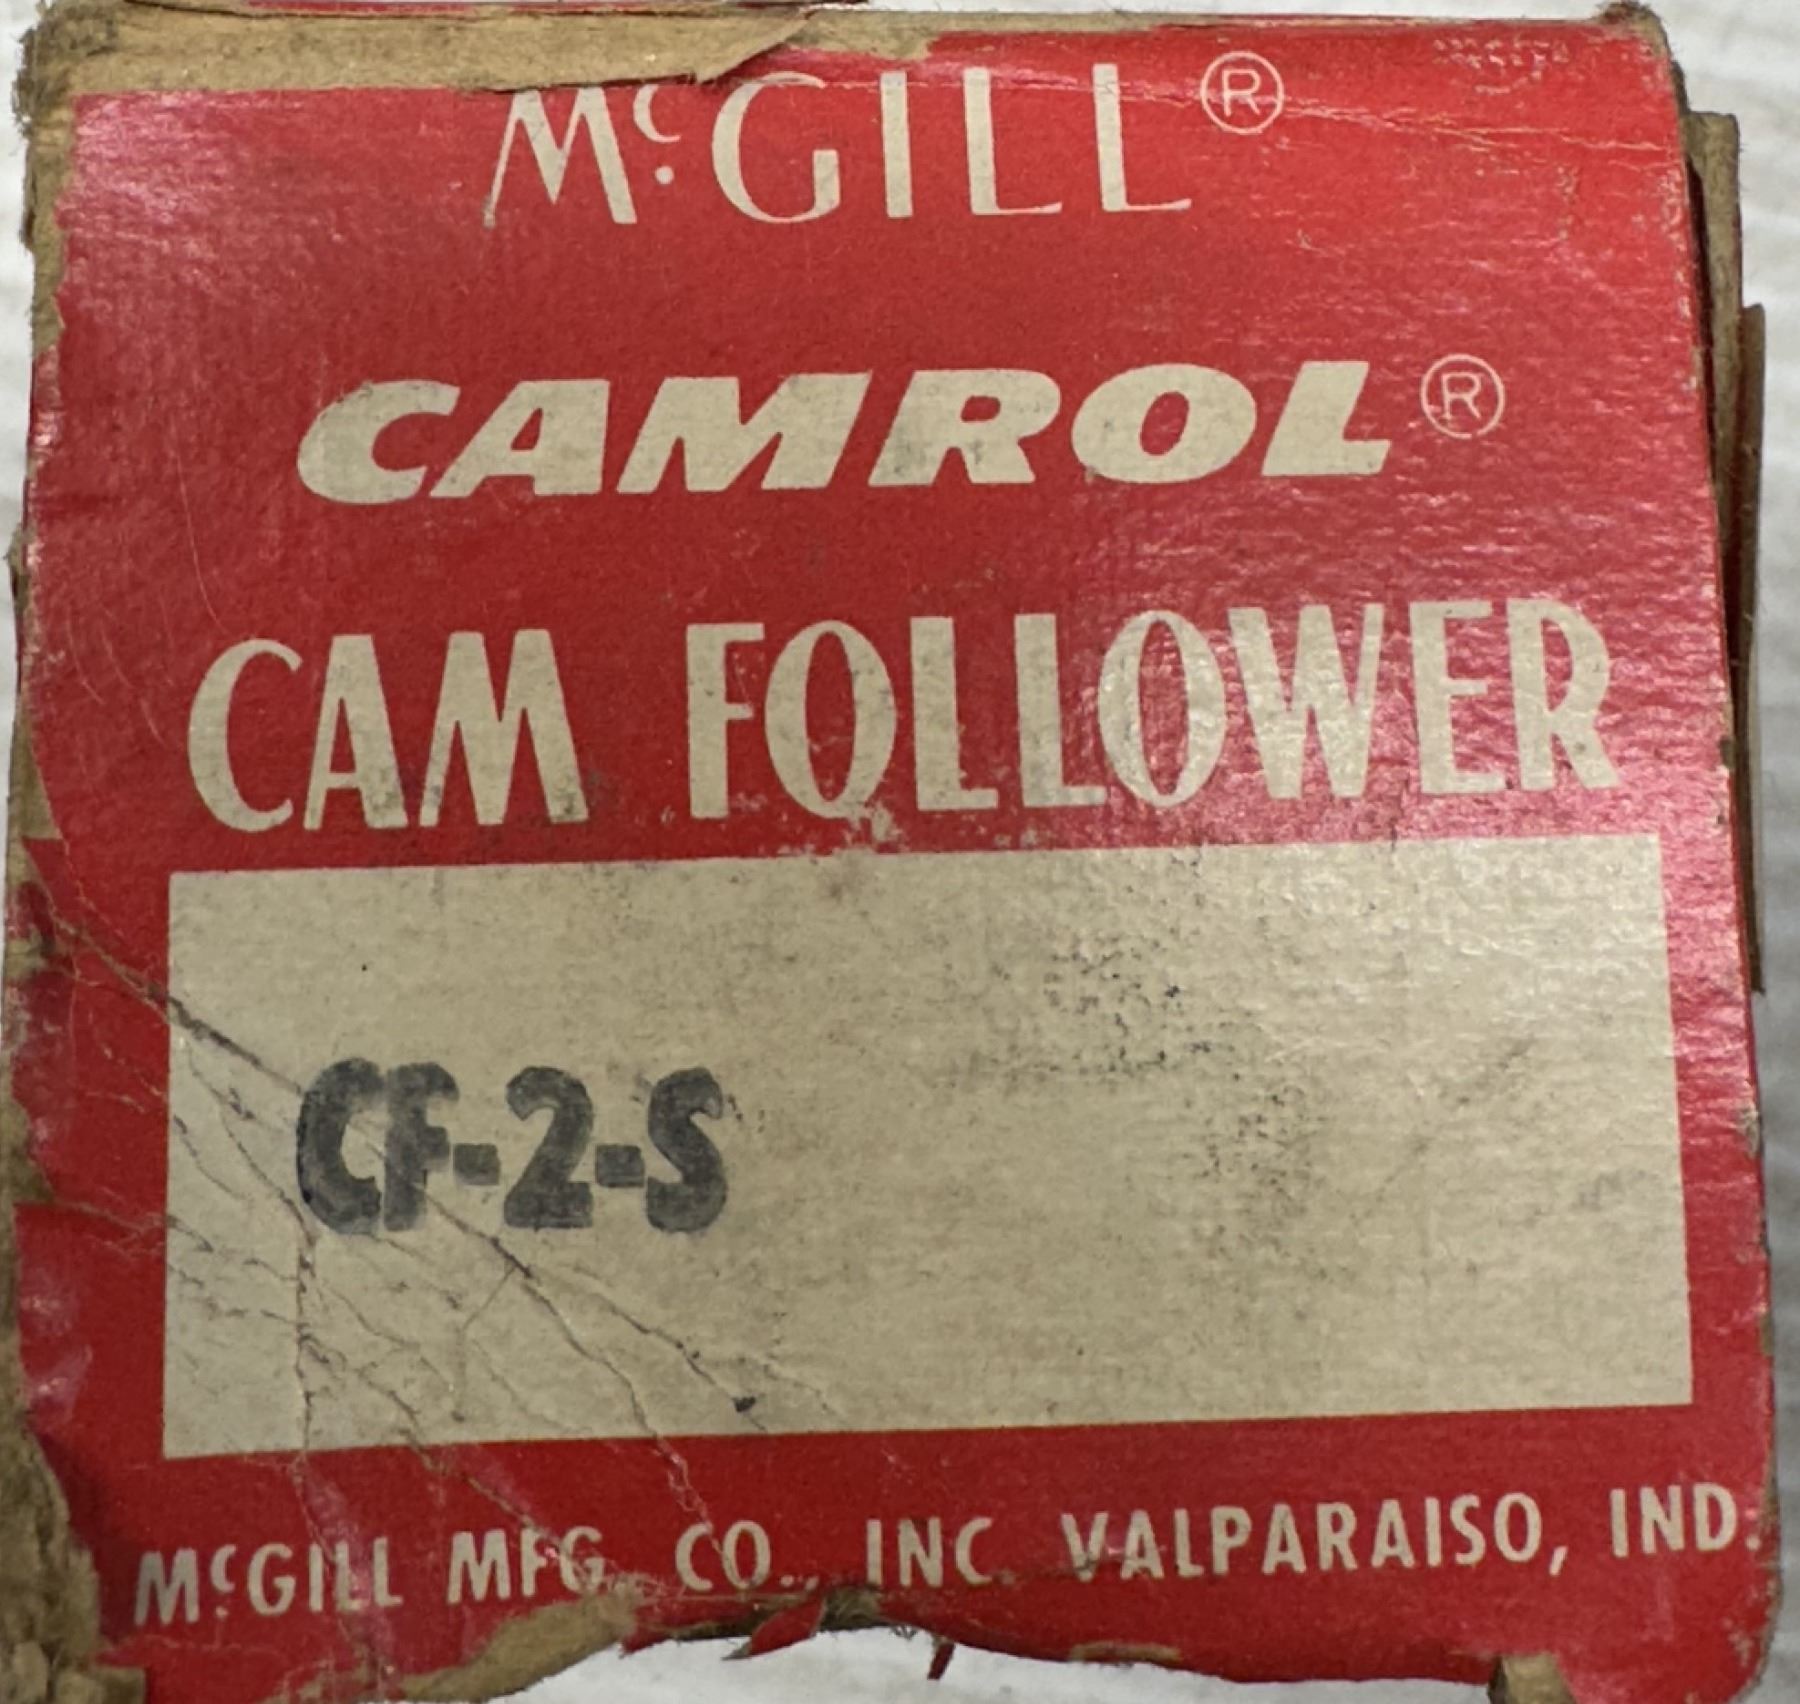 McGILL®
CAMROL®
CAM FOLLOWER
CF-2-S
McGILL MFG. CO., INC. VALPARAISO, IND.